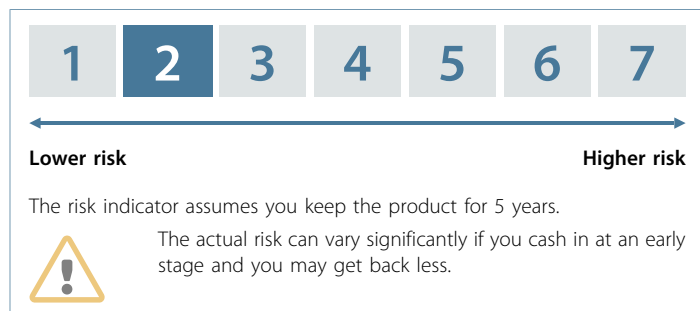 1 2 3 4 5 6 7
Lower risk Higher risk
The risk indicator assumes you keep the product for 5 years.
The actual risk can vary significantly if you cash in at an early
stage and you may get back less.